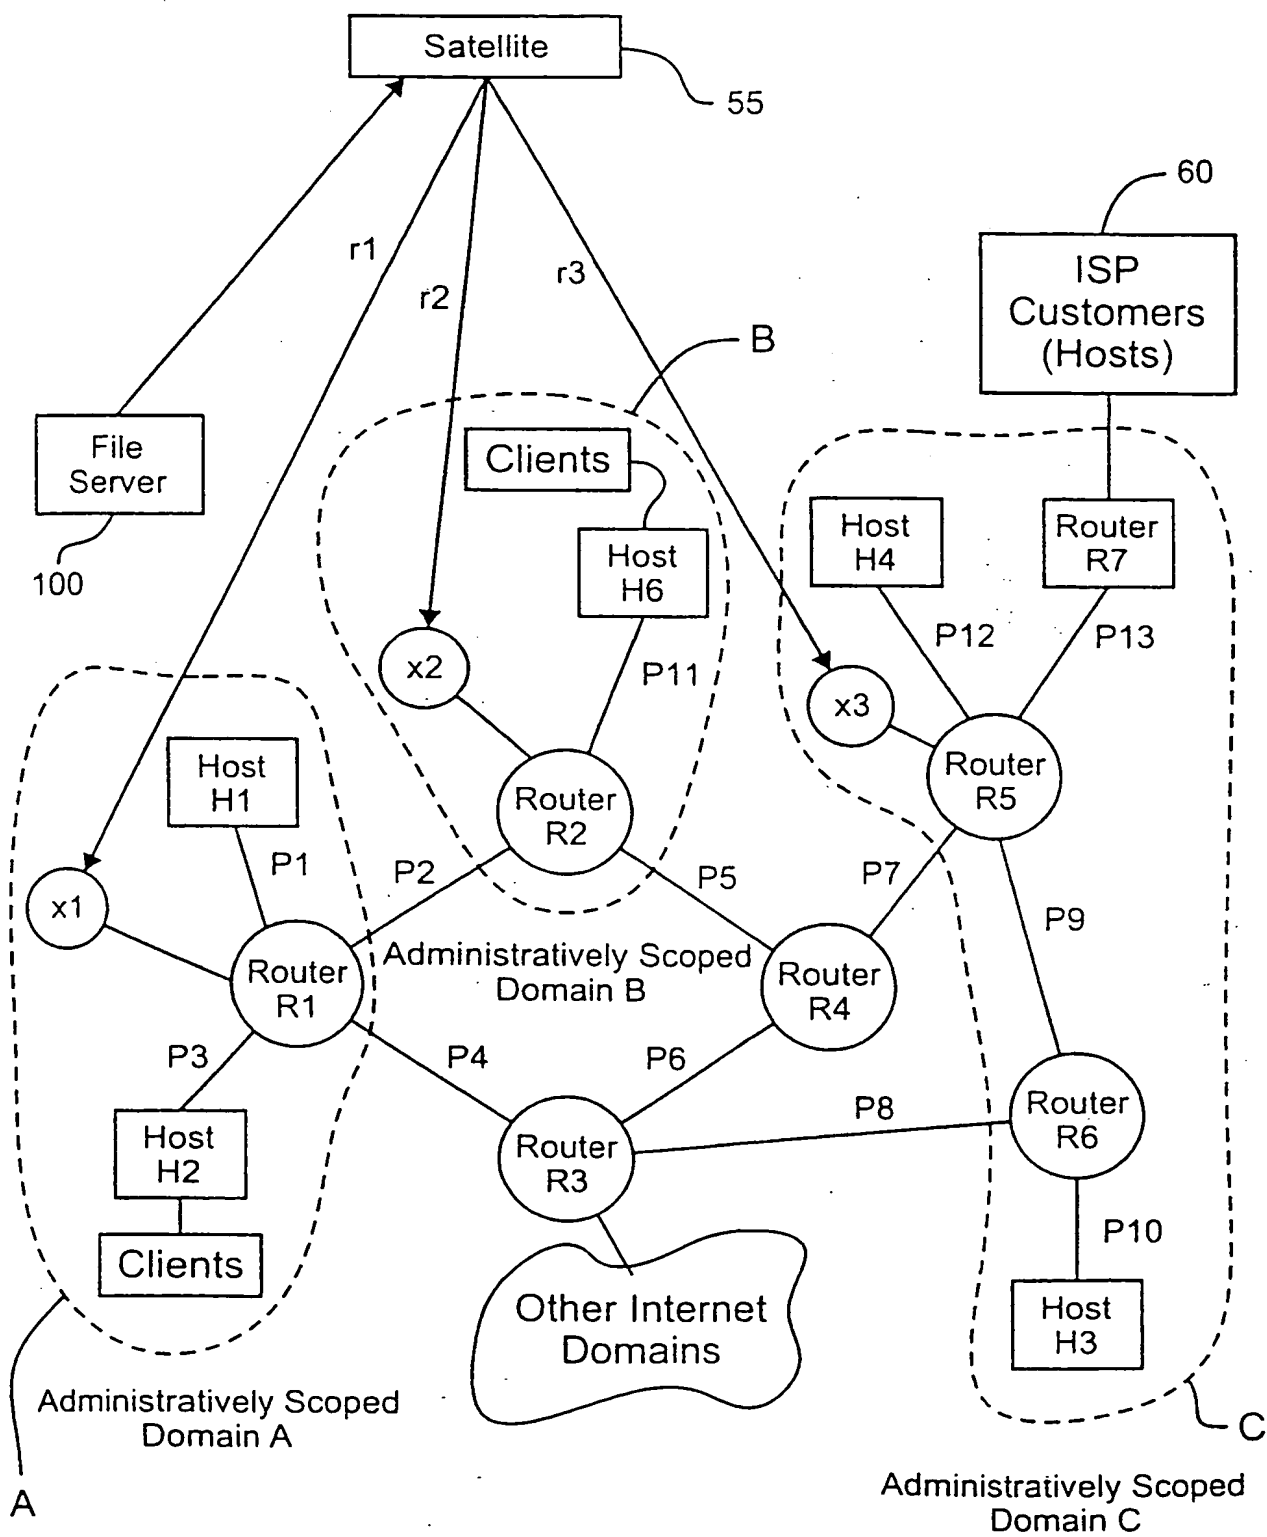 Satellite
55
60
r1
r2
r3
ISP
Customers
(Hosts)
B
File
Server
100
Clients
Host
H6
Host
H4
Router
R7
P12
P13
P11
x2
x3
Router
R5
Host
H1
Router
R2
P1
P2
P5
P7
x1
P9
Administratively Scoped
Domain B
Router
R1
Router
R4
P3
P4
P6
P8
Router
R6
Host
H2
Router
R3
P10
Clients
Other Internet
Domains
Host
H3
Administratively Scoped
Domain A
C
A
Administratively Scoped
Domain C